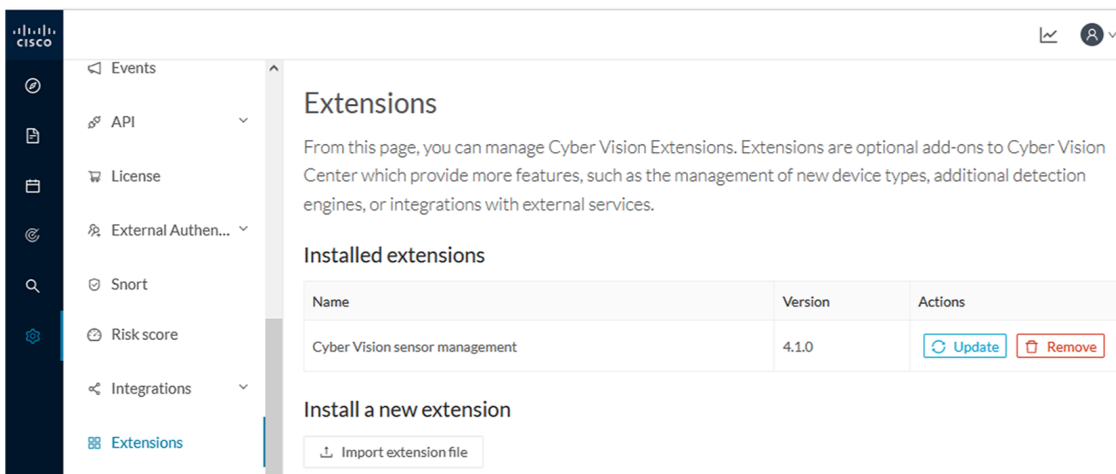 CISCO
Events
API
License
External Authen...
Snort
Risk score
Integrations
Extensions
Extensions
From this page, you can manage Cyber Vision Extensions. Extensions are optional add-ons to Cyber Vision
Center which provide more features, such as the management of new device types, additional detection
engines, or integrations with external services.
Installed extensions
Name Version Actions
Cyber Vision sensor management 4.1.0 Update Remove
Install a new extension
Import extension file